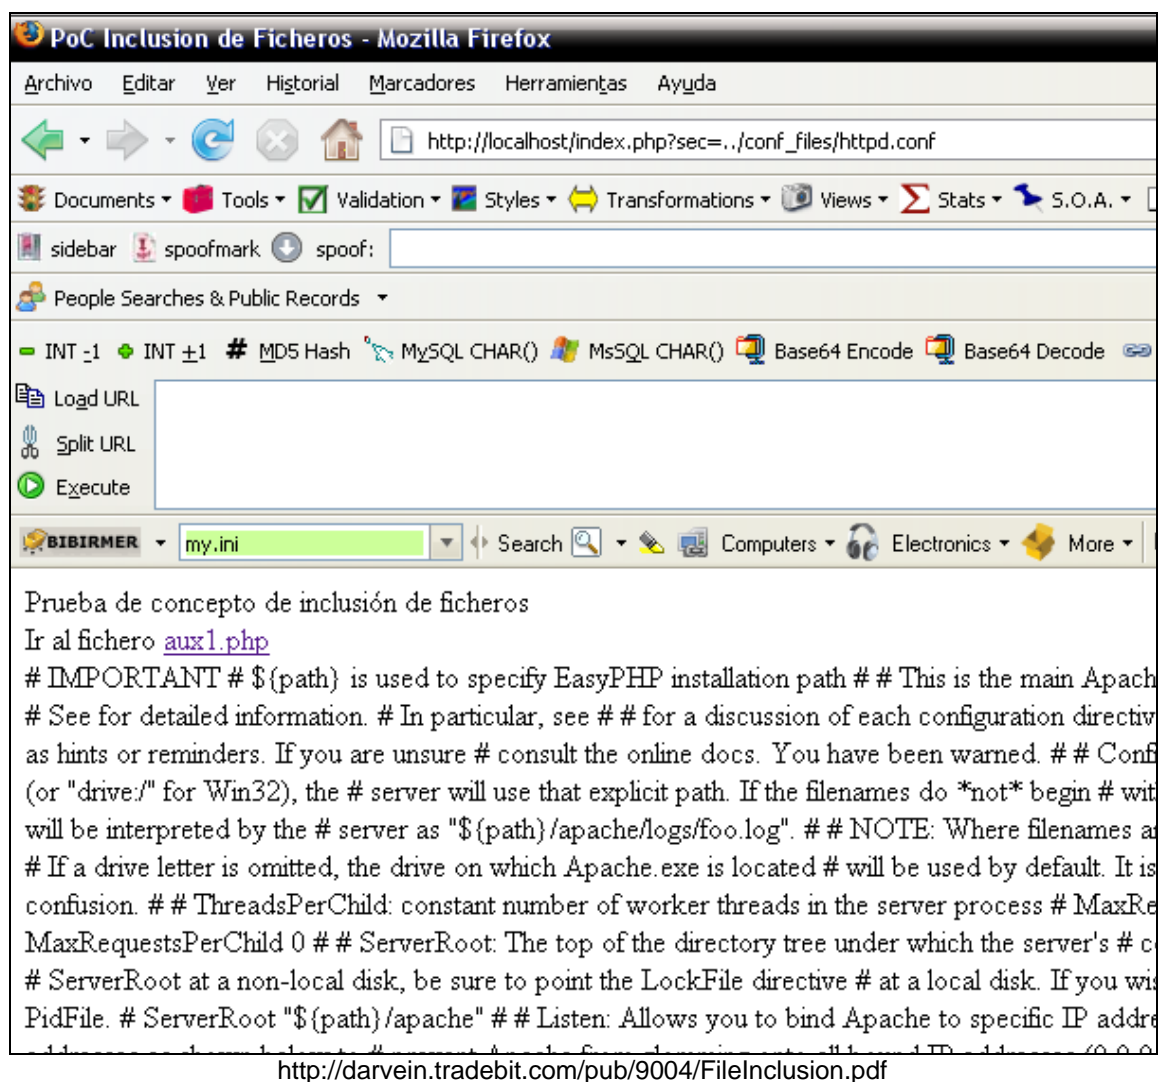 PoC Inclusion de Ficheros - Mozilla Firefox
Archivo Editar Ver Historial Marcadores Herramientas Ayuda
http://localhost/index.php?sec=../conf_files/httpd.conf
Documents Tools Validation Styles Transformations Views Stats S.O.A.
sidebar spoofmark spoof:
People Searches & Public Records
INT -1 INT +1 # MD5 Hash MySQL CHAR() MsSQL CHAR() Base64 Encode Base64 Decode
Load URL
Split URL
Execute
BIBIRMER my.ini Search Computers Electronics More
Prueba de concepto de inclusión de ficheros
Ir al fichero aux1.php
# IMPORTANT # ${path} is used to specify EasyPHP installation path # # This is the main Apach
# See for detailed information. # In particular, see # # for a discussion of each configuration directiv
as hints or reminders. If you are unsure # consult the online docs. You have been warned. # # Conf
(or "drive:/" for Win32), the # server will use that explicit path. If the filenames do *not* begin # wit
will be interpreted by the # server as "${path}/apache/logs/foo.log". # # NOTE: Where filenames a
# If a drive letter is omitted, the drive on which Apache.exe is located # will be used by default. It is
confusion. # # ThreadsPerChild: constant number of worker threads in the server process # MaxRe
MaxRequestsPerChild 0 # # ServerRoot: The top of the directory tree under which the server's # c
# ServerRoot at a non-local disk, be sure to point the LockFile directive # at a local disk. If you wis
PidFile. # ServerRoot "${path}/apache" # # Listen: Allows you to bind Apache to specific IP addre
http://darvein.tradebit.com/pub/9004/FileInclusion.pdf